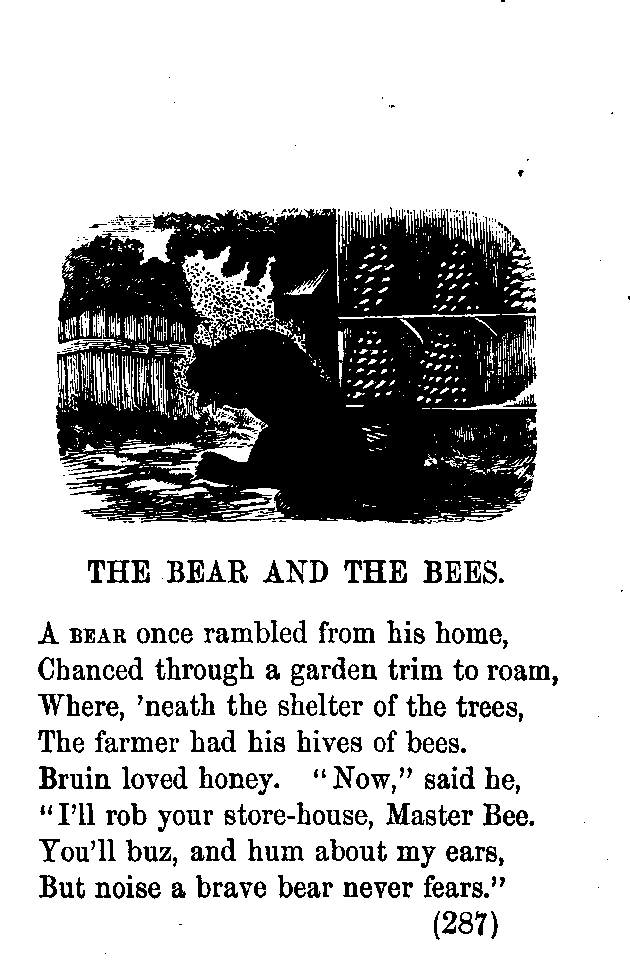 THE BEAR AND THE BEES.
A BEAR once rambled from his home,
Chanced through a garden trim to roam,
Where, 'neath the shelter of the trees,
The farmer had his hives of bees.
Bruin loved honey. "Now," said he,
"I'll rob your store-house, Master Bee.
You'll buz, and hum about my ears,
But noise a brave bear never fears."
(287)